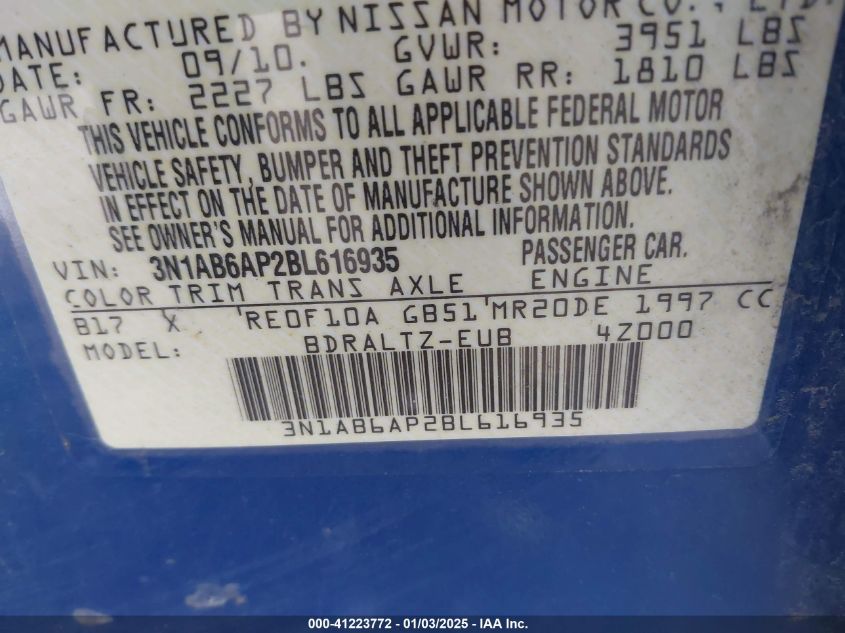 MANUFACTURED BY NISSAN MOTOR CO., LTD.
DATE: 09/10. GVWR: 3951 LBS
GAWR FR: 2227 LBS GAWR RR: 1810 LBS
THIS VEHICLE CONFORMS TO ALL APPLICABLE FEDERAL MOTOR
VEHICLE SAFETY, BUMPER AND THEFT PREVENTION STANDARDS
IN EFFECT ON THE DATE OF MANUFACTURE SHOWN ABOVE.
SEE OWNER'S MANUAL FOR ADDITIONAL INFORMATION.
VIN: 3N1AB6AP2BL616935 PASSENGER CAR.
COLOR TRIM TRANS AXLE ENGINE
B17 X 'RE0F10A GB51'MR20DE 1997 CC
MODEL: BDRALTZ-EUB 4Z000
3N1AB6AP2BL616935
000-41223772 - 01/03/2025 - IAA Inc.